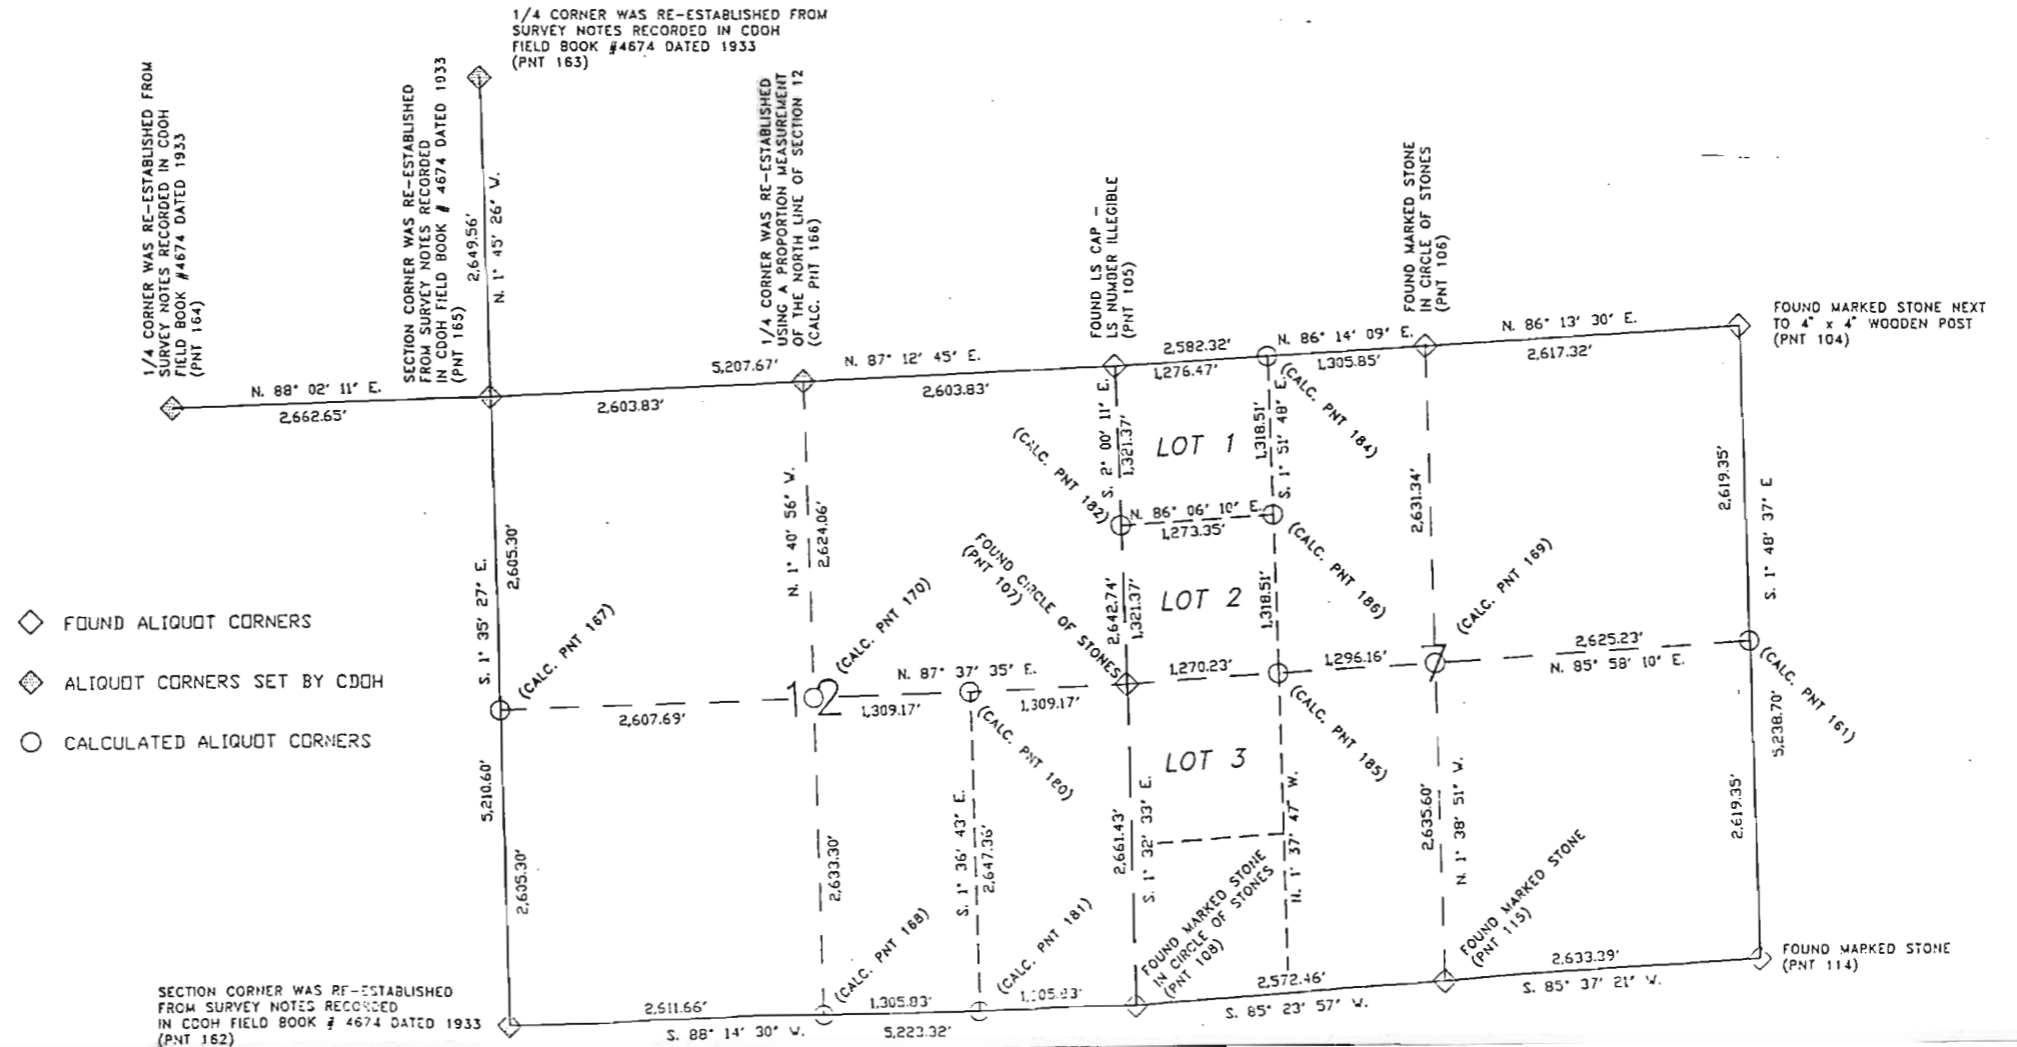 1/4 CORNER WAS RE-ESTABLISHED FROM
SURVEY NOTES RECORDED IN CDOH
FIELD BOOK #4674 DATED 1933
(PNT 163)
1/4 CORNER WAS RE-ESTABLISHED FROM
SURVEY NOTES RECORDED IN CDOH
FIELD BOOK #4674 DATED 1933
(PNT 164)
SECTION CORNER WAS RE-ESTABLISHED
FROM SURVEY NOTES RECORDED
IN CDOH FIELD BOOK # 4674 DATED 1933
(PNT 165)
2,649.56'
N. 1° 45' 26" W.
1/4 CORNER WAS RE-ESTABLISHED
USING A PROPORTION MEASUREMENT
OF THE NORTH LINE OF SECTION 12
(CALC. PNT 166)
FOUND LS CAP -
LS NUMBER ILLEGIBLE
(PNT 105)
FOUND MARKED STONE
IN CIRCLE OF STONES
(PNT 106)
FOUND MARKED STONE NEXT
TO 4" x 4" WOODEN POST
(PNT 104)
N. 88° 02' 11" E.
2,662.65'
5,207.67'
N. 87° 12' 45" E.
2,603.83'
2,603.83'
2,582.32'
N. 86° 14' 09" E.
1,276.47'
1,305.85'
N. 86° 13' 30" E.
2,617.32'
(CALC. PNT 184)
S. 2° 00' 11" E.
1,321.37'
LOT 1
1,318.51'
S. 1° 51' 48" E.
(CALC. PNT 182)
N. 86° 06' 10" E.
1,273.35'
(CALC. PNT 186)
2,631.34'
2,619.35'
S. 1° 48' 37" E
S. 1° 35' 27" E.
2,605.30'
N. 1° 40' 56" W.
2,624.06'
FOUND CIRCLE OF STONES
(PNT 107)
2,642.74'
1,321.37'
LOT 2
1,318.51'
(CALC. PNT 169)
◇ FOUND ALIQUOT CORNERS
ALIQUOT CORNERS SET BY CDOH
○ CALCULATED ALIQUOT CORNERS
(CALC. PNT 167)
(CALC. PNT 170)
2,607.69'
12
N. 87° 37' 35" E.
1,309.17'
1,309.17'
1,270.23'
1,296.16'
7
2,625.23'
N. 85° 58' 10" E.
(CALC. PNT 161)
(CALC. PNT 180)
(CALC. PNT 185)
LOT 3
5,238.70'
5,210.60'
2,605.30'
2,633.30'
S. 1° 36' 43" E.
2,647.36'
2,661.43'
S. 1° 32' 33" E.
N. 1° 37' 47" W.
2,635.60'
N. 1° 38' 51" W.
2,619.35'
(CALC. PNT 168)
(CALC. PNT 181)
FOUND MARKED STONE
IN CIRCLE OF STONES
(PNT 108)
FOUND MARKED STONE
(PNT 115)
FOUND MARKED STONE
(PNT 114)
SECTION CORNER WAS RE-ESTABLISHED
FROM SURVEY NOTES RECORDED
IN CDOH FIELD BOOK # 4674 DATED 1933
(PNT 162)
S. 88° 14' 30" W.
1,305.83'
5,223.32'
2,572.46'
S. 85° 23' 57" W.
2,633.39'
S. 85° 37' 21" W.